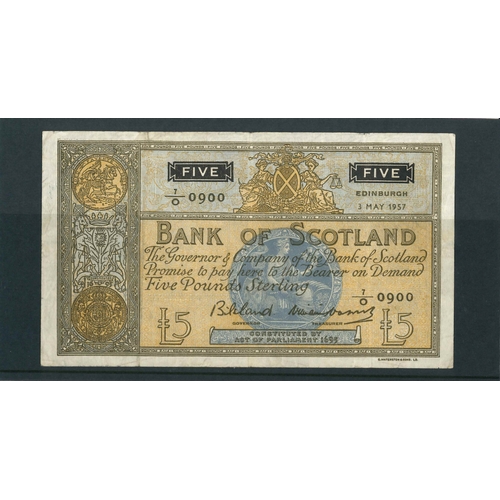 FIVE FIVE
7/O 0900 EDINBURGH
3 MAY 1957
BANK OF SCOTLAND
The Governor & Company of the Bank of Scotland
Promise to pay here to the Bearer on Demand
Five Pounds Sterling
7/O 0900
£5 £5
GOVERNOR TREASURER
CONSTITUTED BY
ACT OF PARLIAMENT 1695